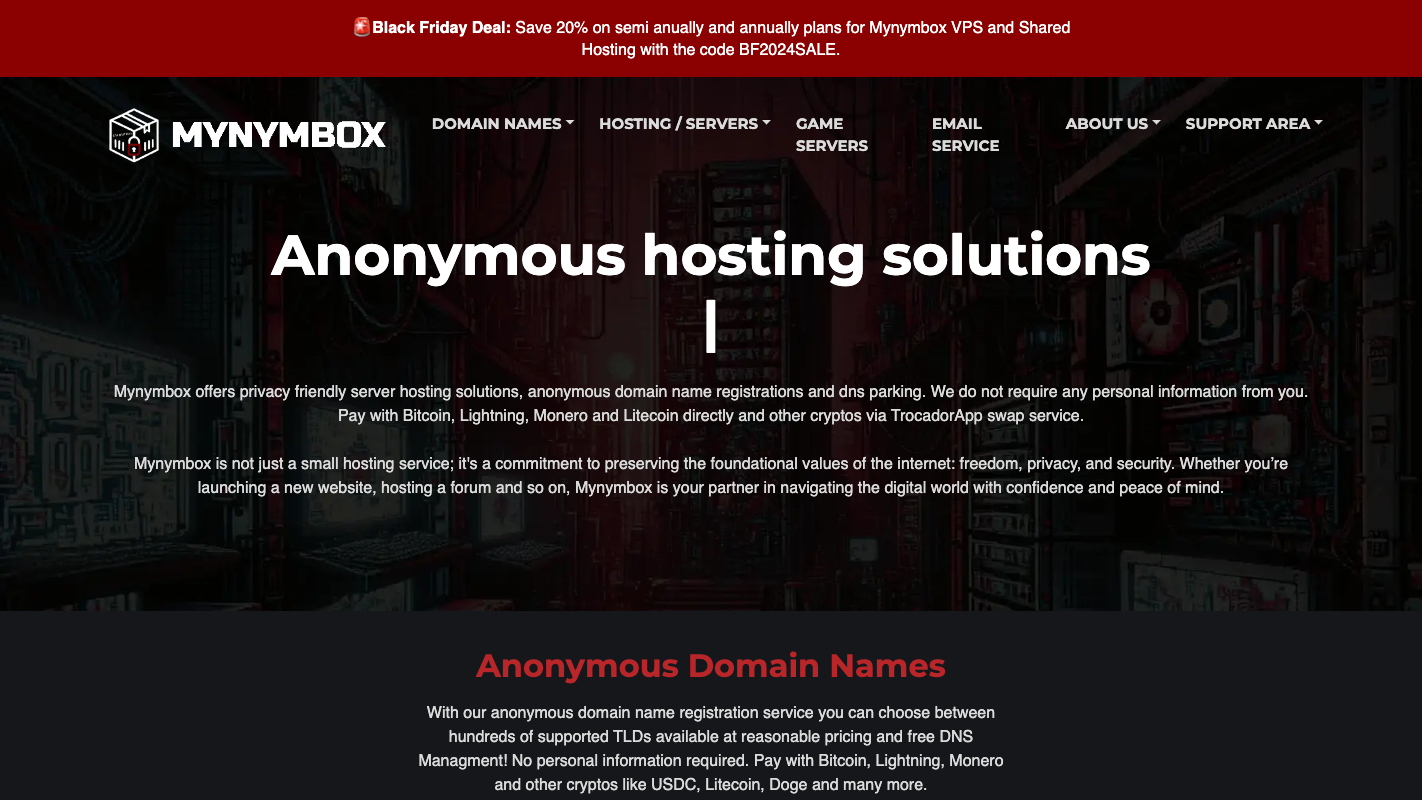 🚨Black Friday Deal: Save 20% on semi anually and annually plans for Mynymbox VPS and Shared
Hosting with the code BF2024SALE.
MYNYMBOX
DOMAIN NAMES
HOSTING / SERVERS
GAME
SERVERS
EMAIL
SERVICE
ABOUT US
SUPPORT AREA
Anonymous hosting solutions
Mynymbox offers privacy friendly server hosting solutions, anonymous domain name registrations and dns parking. We do not require any personal information from you.
Pay with Bitcoin, Lightning, Monero and Litecoin directly and other cryptos via TrocadorApp swap service.
Mynymbox is not just a small hosting service; it's a commitment to preserving the foundational values of the internet: freedom, privacy, and security. Whether you’re
launching a new website, hosting a forum and so on, Mynymbox is your partner in navigating the digital world with confidence and peace of mind.
Anonymous Domain Names
With our anonymous domain name registration service you can choose between
hundreds of supported TLDs available at reasonable pricing and free DNS
Managment! No personal information required. Pay with Bitcoin, Lightning, Monero
and other cryptos like USDC, Litecoin, Doge and many more.